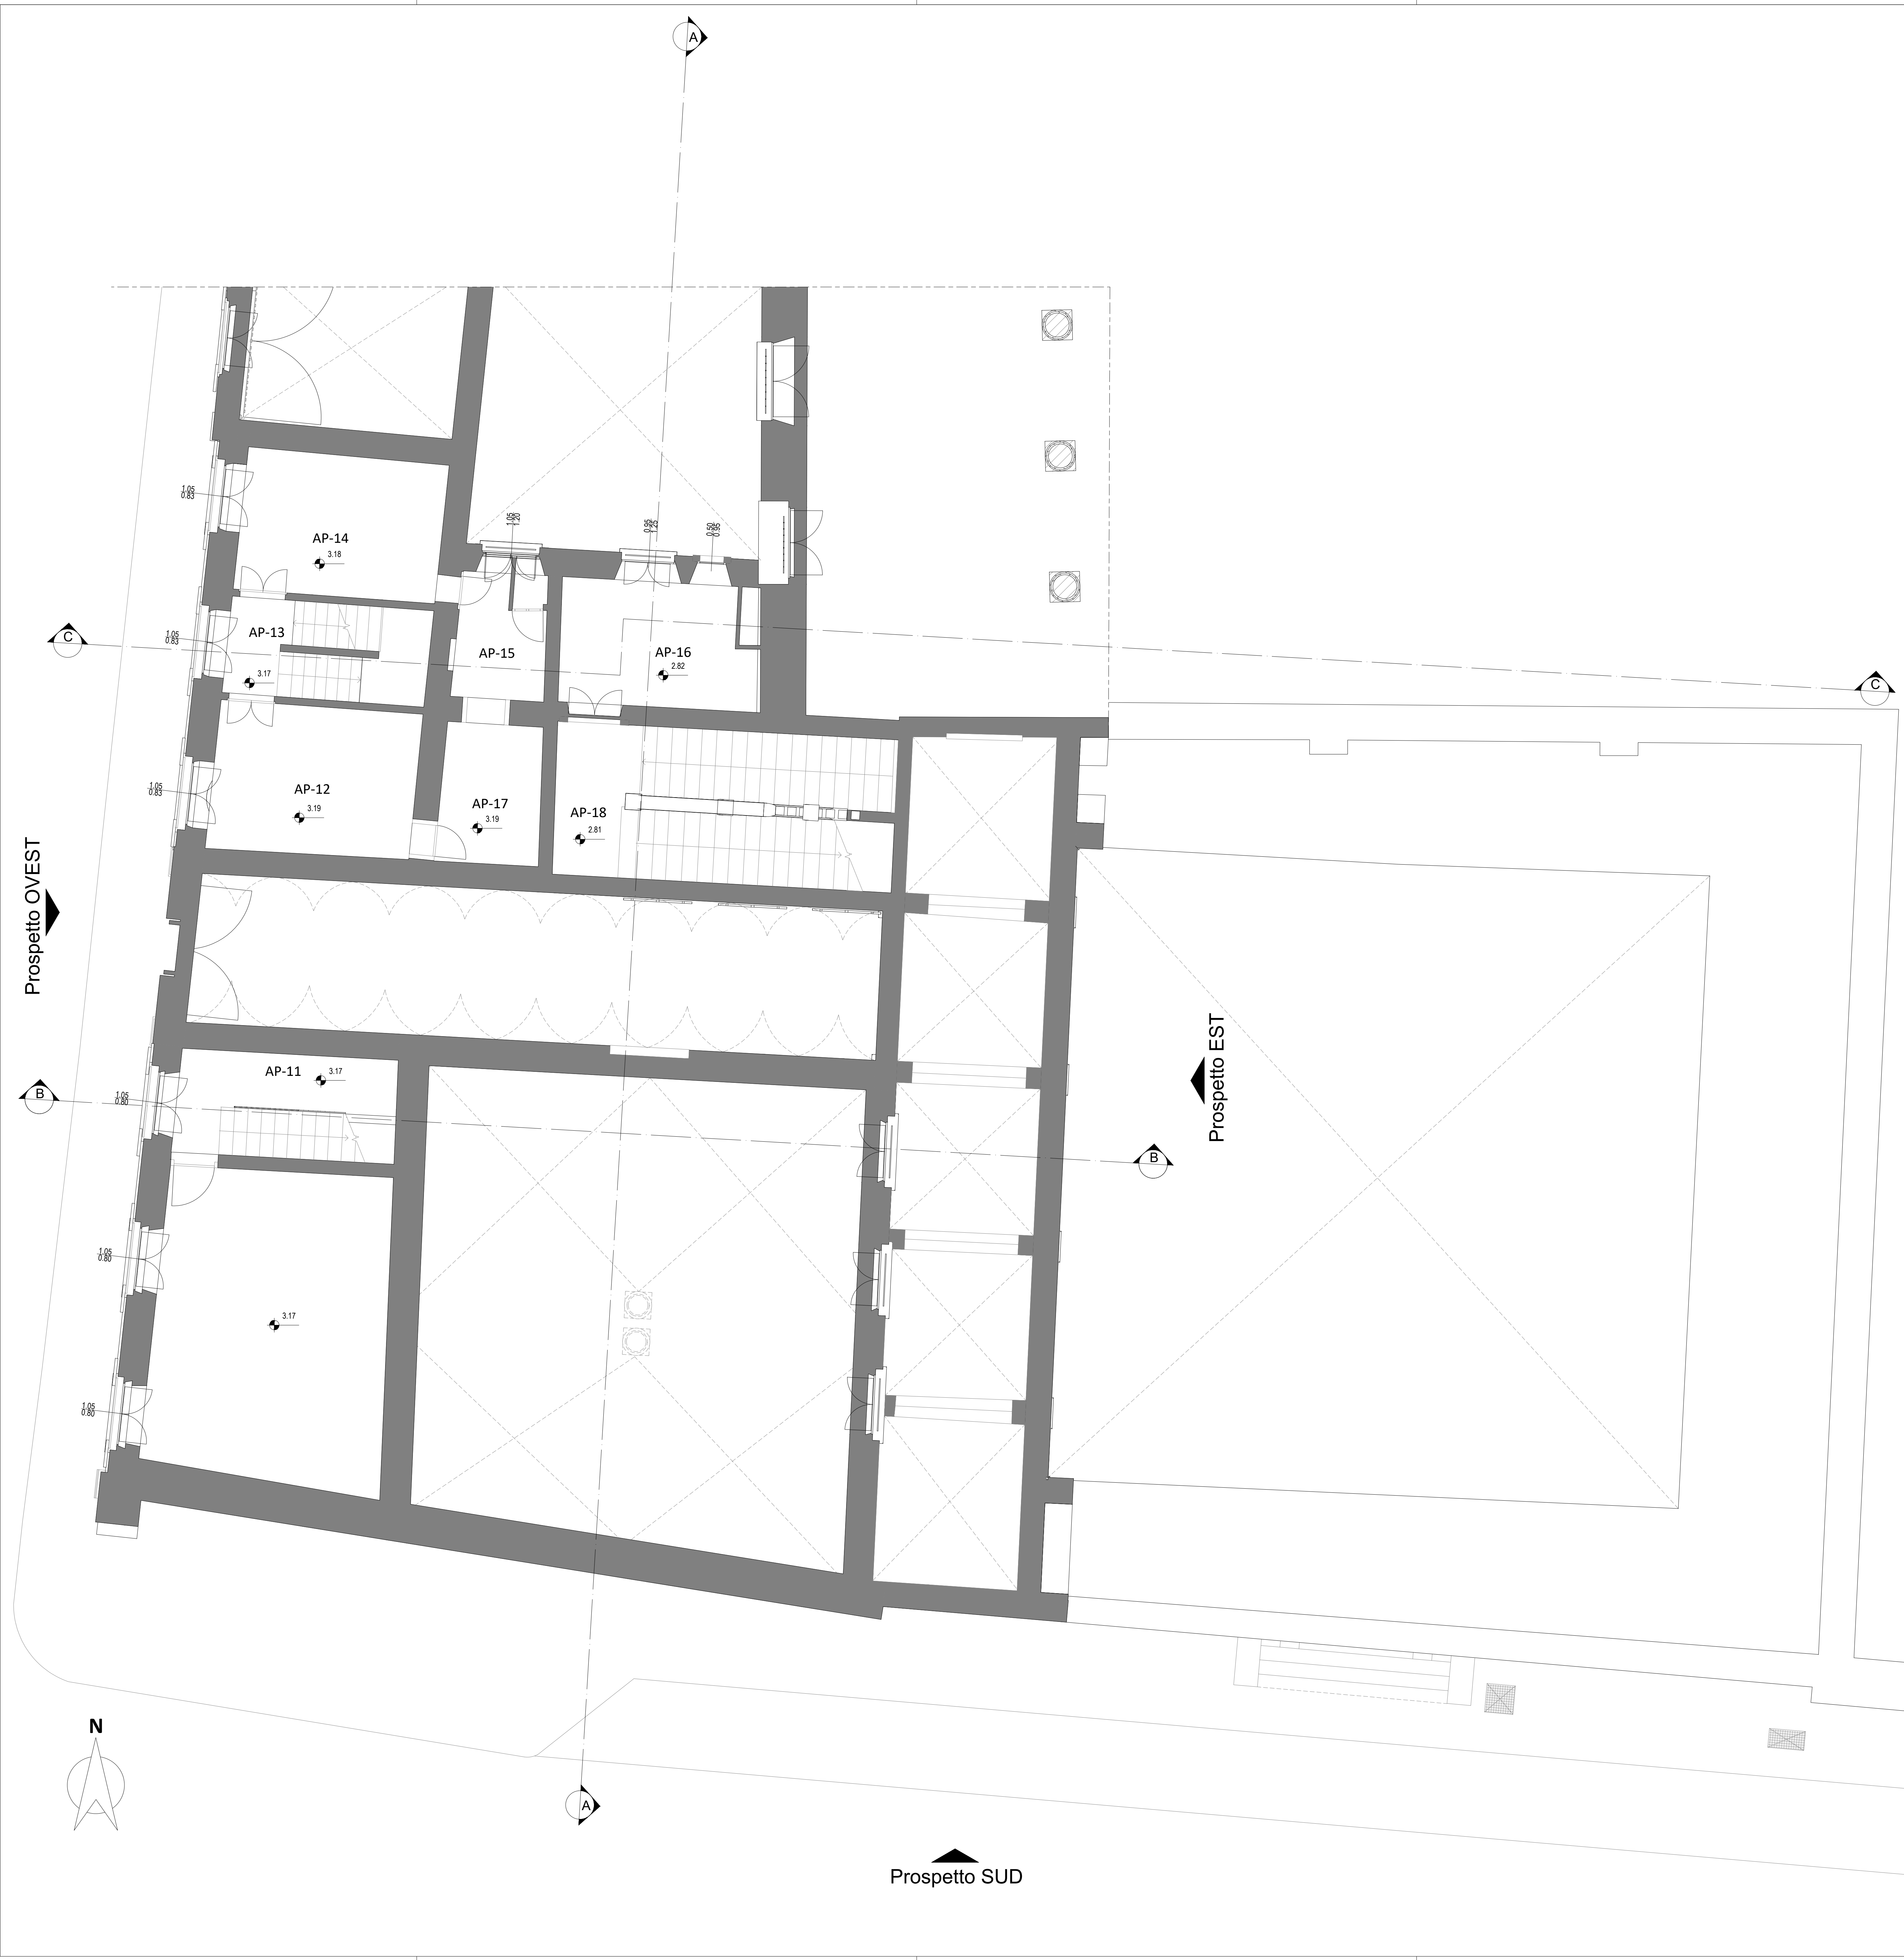 A
1.05
0.83
AP-14
3.18
1.05
1.20
0.95
1.25
0.50
0.95
C
1.05
0.83
AP-13
3.17
AP-15
AP-16
2.82
C
1.05
0.83
AP-12
3.19
AP-17
3.19
AP-18
2.81
Prospetto OVEST
Prospetto EST
B
1.05
0.80
AP-11
3.17
B
1.05
0.80
3.17
1.05
0.80
N
A
Prospetto SUD